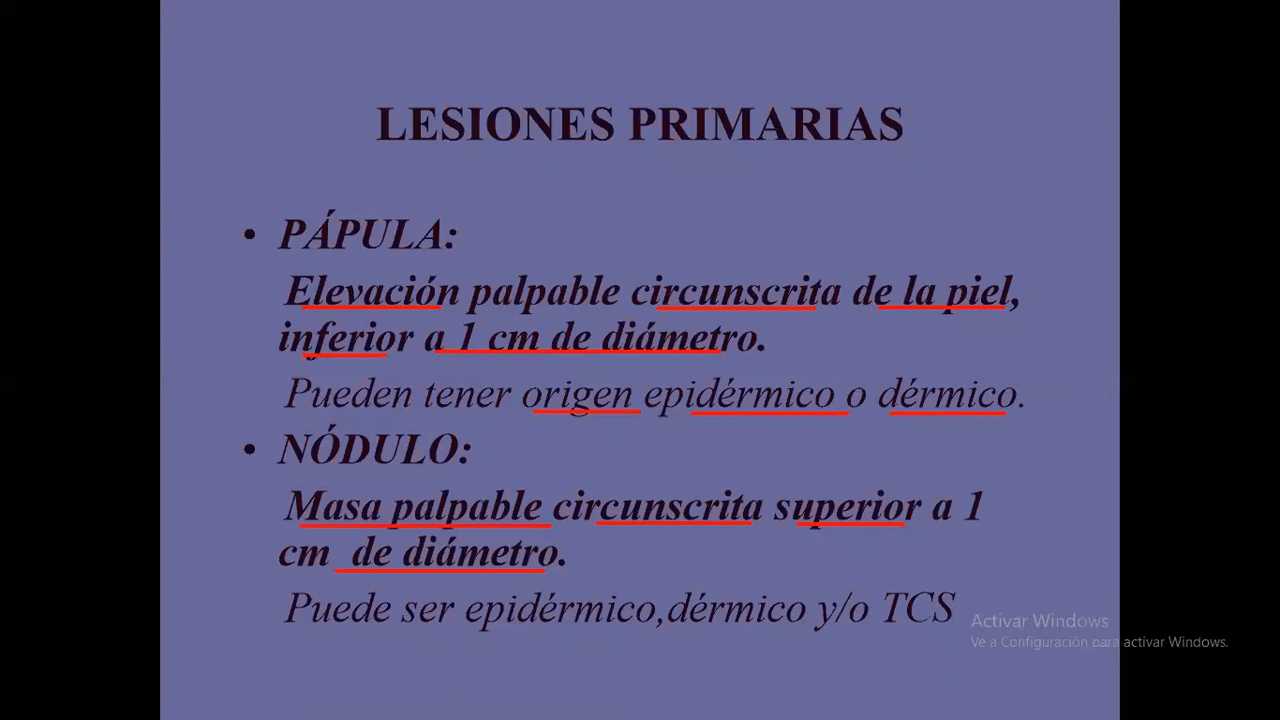 LESIONES PRIMARIAS
• PÁPULA:
Elevación palpable circunscrita de la piel,
inferior a 1 cm de diámetro.
Pueden tener origen epidérmico o dérmico.
• NÓDULO:
Masa palpable circunscrita superior a 1
cm de diámetro.
Puede ser epidérmico,dérmico y/o TCS
Activar Windows
Ve a Configuración para activar Windows.